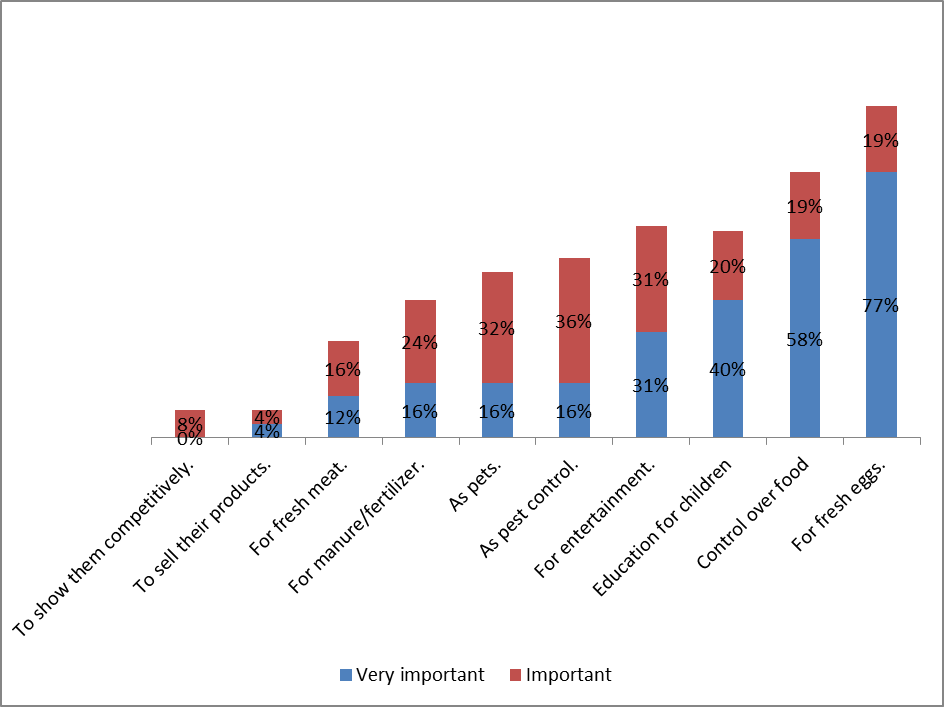 19%
19%
77%
31%
20%
58%
36%
32%
40%
24%
31%
16%
16%
16%
16%
12%
8%
4%
0%
4%
To show them competitively.
To sell their products.
For fresh meat.
For manure/fertilizer.
As pets.
As pest control.
For entertainment.
Education for children
Control over food
For fresh eggs.
Very important
Important